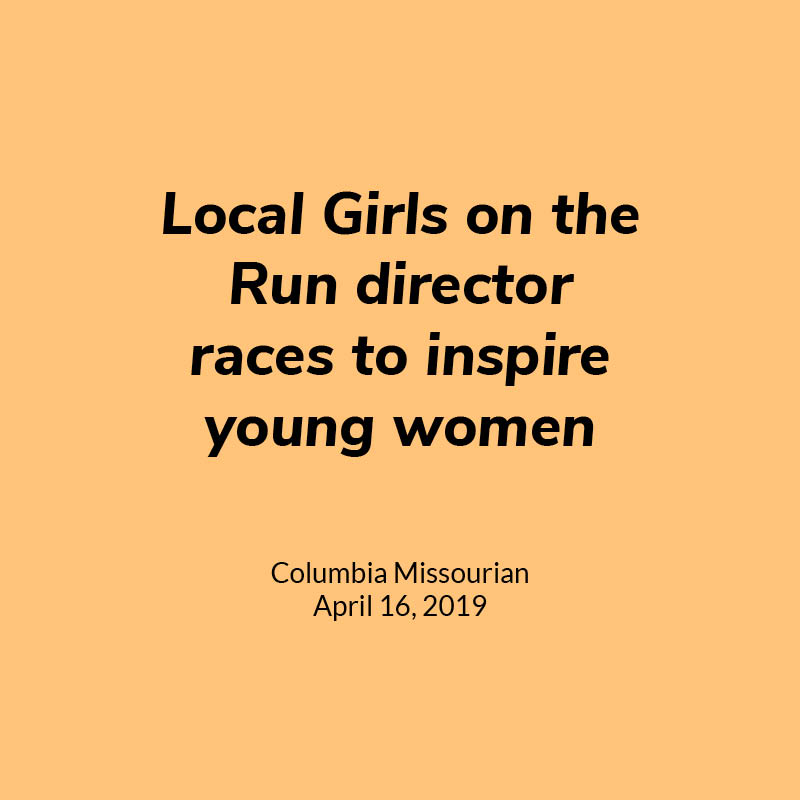 Local Girls on the
Run director
races to inspire
young women
Columbia Missourian
April 16, 2019